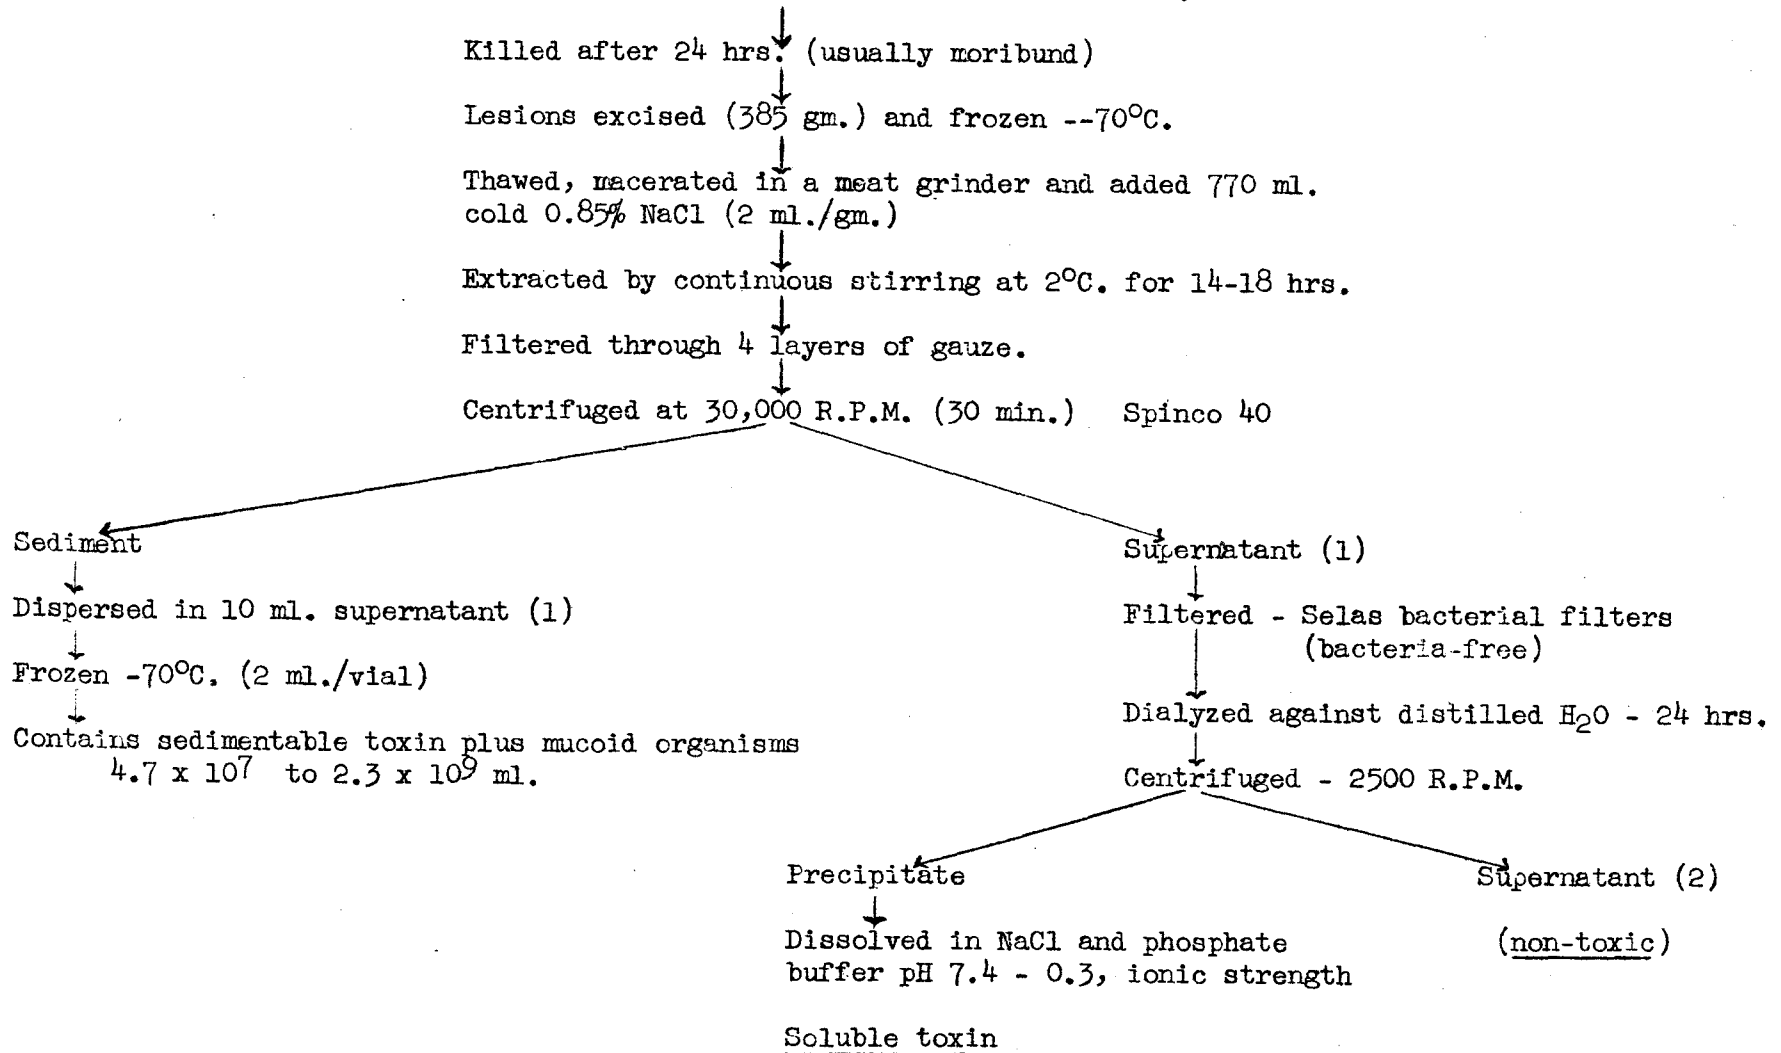 Killed after 24 hrs. (usually moribund)
Lesions excised (385 gm.) and frozen --70°C.
Thawed, macerated in a meat grinder and added 770 ml.
cold 0.85% NaCl (2 ml./gm.)
Extracted by continuous stirring at 2°C. for 14-18 hrs.
Filtered through 4 layers of gauze.
Centrifuged at 30,000 R.P.M. (30 min.) Spinco 40
Sediment
Dispersed in 10 ml. supernatant (1)
Frozen -70°C. (2 ml./vial)
Contains sedimentable toxin plus mucoid organisms
4.7 x 10⁷ to 2.3 x 10⁹ ml.
Supernatant (1)
Filtered - Selas bacterial filters
(bacteria-free)
Dialyzed against distilled H₂O - 24 hrs.
Centrifuged - 2500 R.P.M.
Precipitate
Dissolved in NaCl and phosphate
buffer pH 7.4 - 0.3, ionic strength
Soluble toxin
Supernatant (2)
(non-toxic)